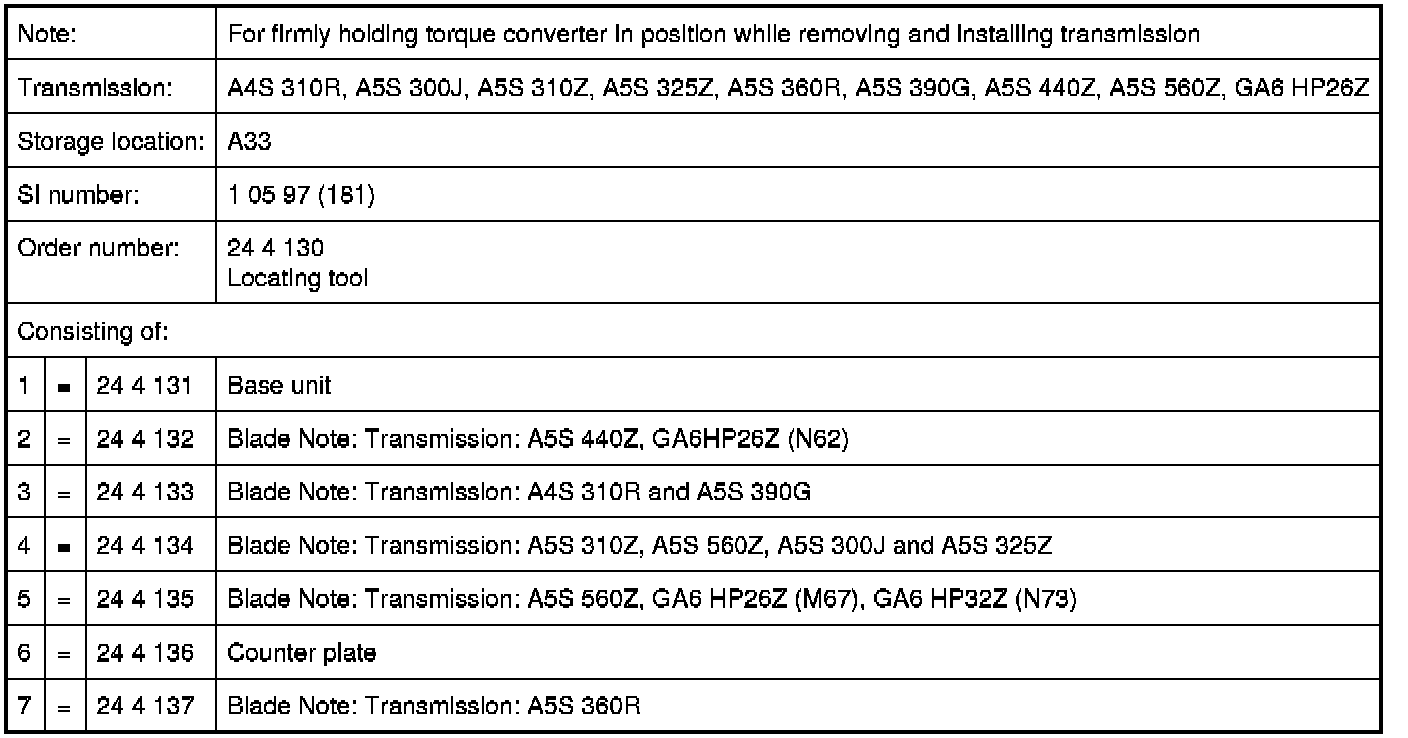 Note: For firmly holding torque converter in position while removing and installing transmission
Transmission: A4S 310R, A5S 300J, A5S 310Z, A5S 325Z, A5S 360R, A5S 390G, A5S 440Z, A5S 560Z, GA6 HP26Z
Storage location: A33
SI number: 1 05 97 (181)
Order number: 24 4 130
Locating tool
Consisting of:
1 = 24 4 131 Base unit
2 = 24 4 132 Blade Note: Transmission: A5S 440Z, GA6HP26Z (N62)
3 = 24 4 133 Blade Note: Transmission: A4S 310R and A5S 390G
4 = 24 4 134 Blade Note: Transmission: A5S 310Z, A5S 560Z, A5S 300J and A5S 325Z
5 = 24 4 135 Blade Note: Transmission: A5S 560Z, GA6 HP26Z (M67), GA6 HP32Z (N73)
6 = 24 4 136 Counter plate
7 = 24 4 137 Blade Note: Transmission: A5S 360R